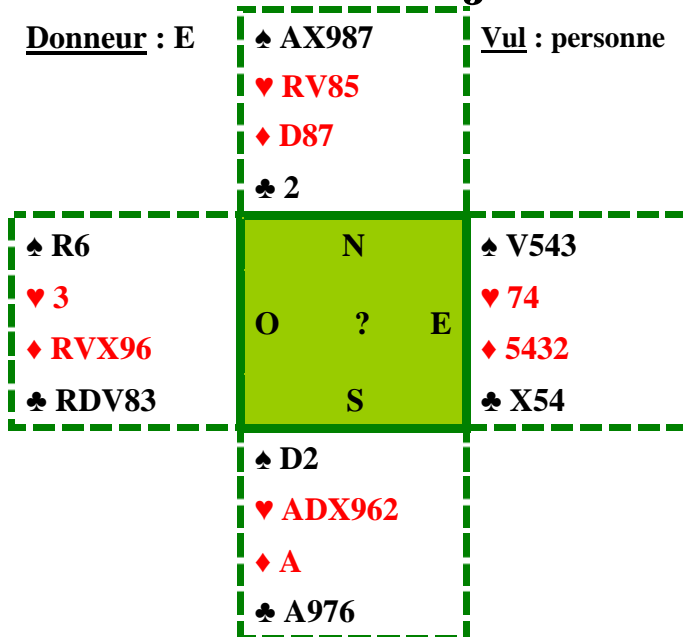 Donneur : E
♠ AX987
Vul : personne
♥ RV85
♦ D87
♣ 2
♠ R6
N
♠ V543
♥ 3
♥ 74
O ? E
♦ RVX96
♦ 5432
♣ RDV83
S
♣ X54
♠ D2
♥ ADX962
♦ A
♣ A976